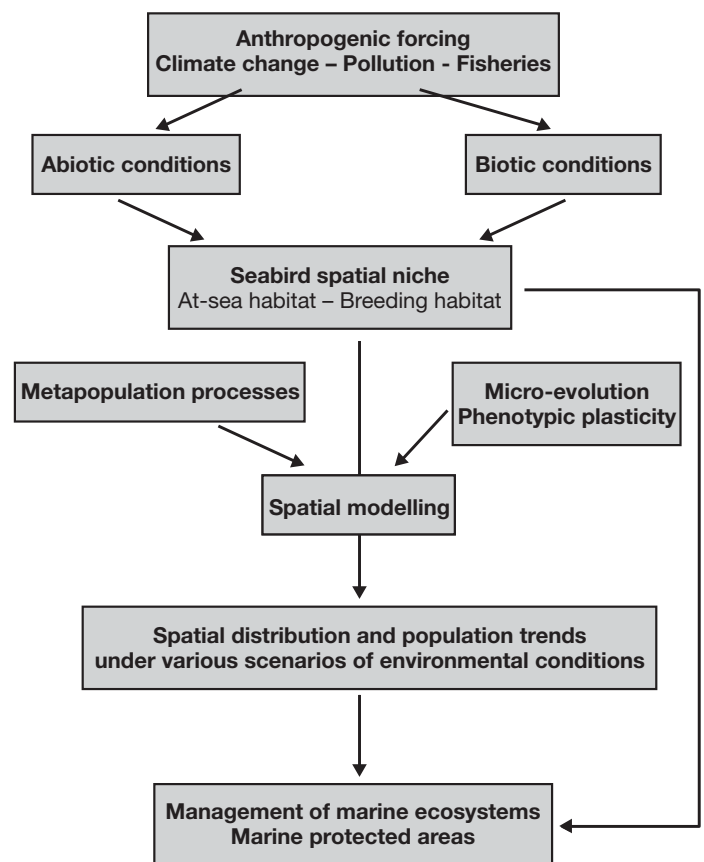 Anthropogenic forcing
Climate change – Pollution - Fisheries
Abiotic conditions
Biotic conditions
Seabird spatial niche
At-sea habitat – Breeding habitat
Metapopulation processes
Micro-evolution
Phenotypic plasticity
Spatial modelling
Spatial distribution and population trends
under various scenarios of environmental conditions
Management of marine ecosystems
Marine protected areas